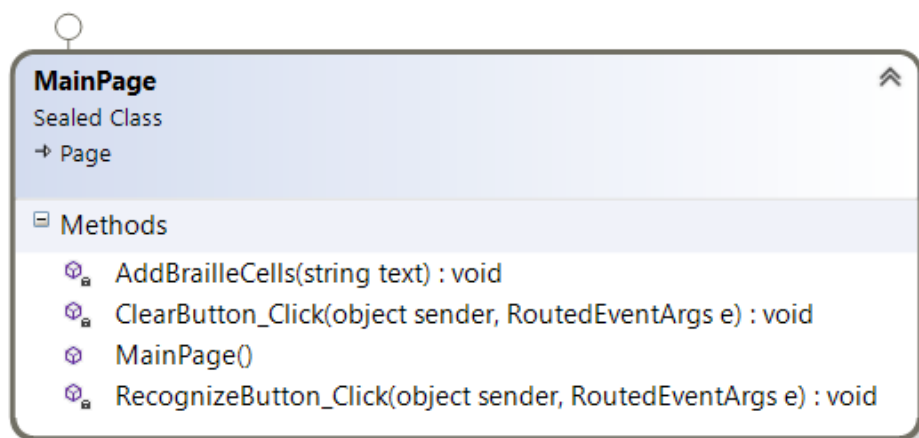 MainPage
Sealed Class
Page
Methods
AddBrailleCells(string text) : void
ClearButton_Click(object sender, RoutedEventArgs e) : void
MainPage()
RecognizeButton_Click(object sender, RoutedEventArgs e) : void